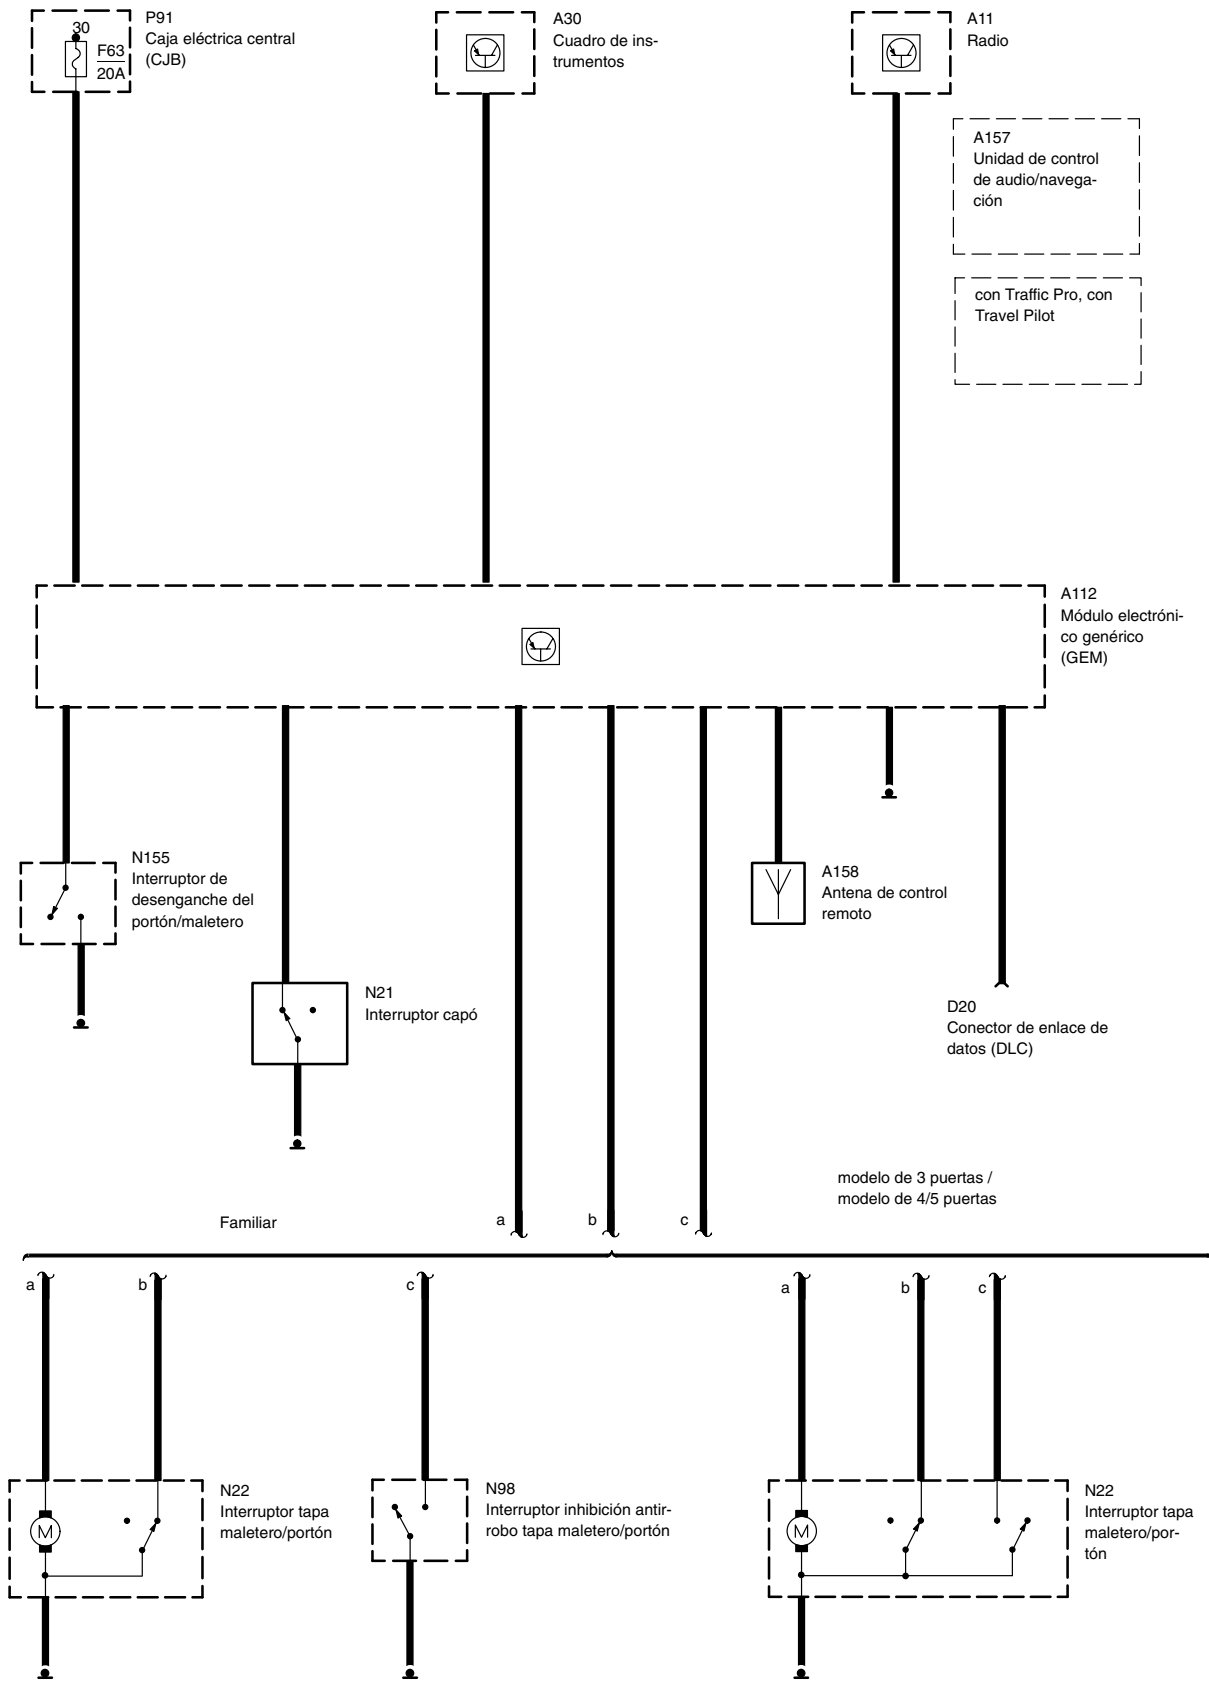 P91
Caja eléctrica central
(CJB)
30
F63
20A
A30
Cuadro de ins-
trumentos
A11
Radio
A157
Unidad de control
de audio/navega-
ción
con Traffic Pro, con
Travel Pilot
A112
Módulo electróni-
co genérico
(GEM)
N155
Interruptor de
desenganche del
portón/maletero
A158
Antena de control
remoto
N21
Interruptor capó
D20
Conector de enlace de
datos (DLC)
modelo de 3 puertas /
modelo de 4/5 puertas
Familiar
a
b
c
a
b
c
a
b
c
N22
Interruptor tapa
maletero/portón
M
N98
Interruptor inhibición antir-
robo tapa maletero/portón
N22
Interruptor tapa
maletero/por-
tón
M